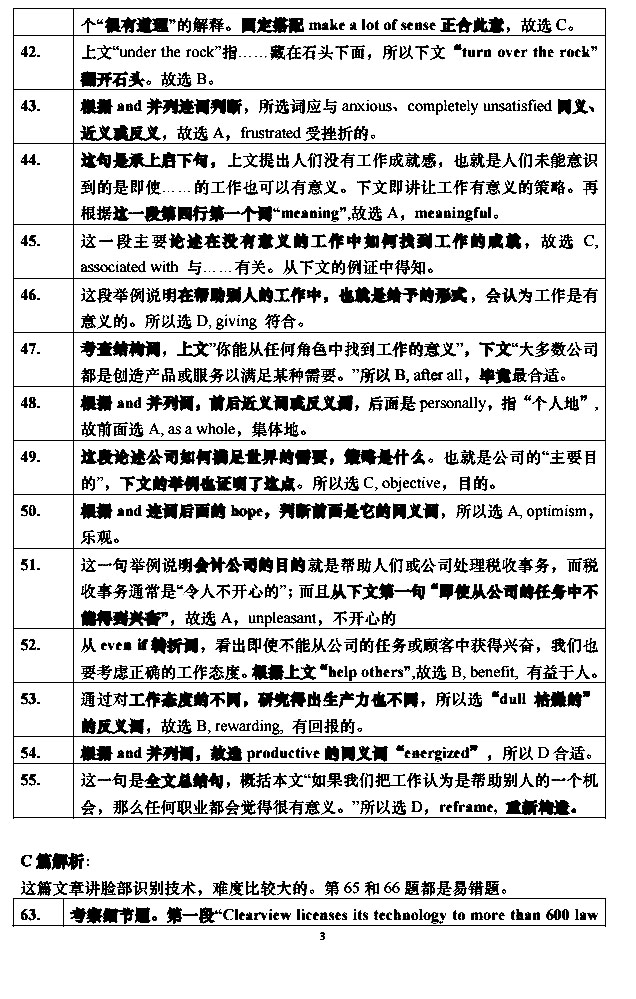 个“很有道理”的解释。固定搭配 make a lot of sense 正合此意，故选 C。
42. 上文“under the rock”指……藏在石头下面，所以下文“turn over the rock”
翻开石头。故选 B。
43. 根据 and 并列连词判断，所选词应与 anxious、completely unsatisfied 同义、
近义或反义，故选 A，frustrated 受挫折的。
44. 这句是承上启下句，上文提出人们没有工作成就感，也就是人们未能意识
到的是即使……的工作也可以有意义。下文即讲让工作有意义的策略。再
根据这一段第四行第一个词“meaning”,故选 A，meaningful。
45. 这一段主要论述在没有意义的工作中如何找到工作的成就，故选 C,
associated with 与……有关。从下文的例证中得知。
46. 这段举例说明在帮助别人的工作中，也就是给予的形式，会认为工作是有
意义的。所以选 D, giving 符合。
47. 考查结构词，上文”你能从任何角色中找到工作的意义”，下文“大多数公司
都是创造产品或服务以满足某种需要。”所以 B, after all，毕竟最合适。
48. 根据 and 并列词，前后近义词或反义词，后面是 personally，指“个人地”，
故前面选 A, as a whole，集体地。
49. 这段论述公司如何满足世界的需要，策略是什么。也就是公司的“主要目
的”，下文的举例也证明了这点。所以选 C, objective，目的。
50. 根据 and 连词后面的 hope，判断前面是它的同义词，所以选 A, optimism，
乐观。
51. 这一句举例说明会计公司的目的就是帮助人们或公司处理税收事务，而税
收事务通常是“令人不开心的”；而且从下文第一句“即使从公司的任务中不
能得到兴奋”，故选 A，unpleasant，不开心的
52. 从 even if 转折词，看出即使不能从公司的任务或顾客中获得兴奋，我们也
要考虑正确的工作态度。根据上文“help others”,故选 B, benefit, 有益于人。
53. 通过对工作态度的不同，研究得出生产力也不同，所以选“dull 枯燥的”
的反义词，故选 B, rewarding, 有回报的。
54. 根据 and 并列词，故选 productive 的同义词“energized”，所以 D 合适。
55. 这一句是全文总结句，概括本文“如果我们把工作认为是帮助别人的一个机
会，那么任何职业都会觉得很有意义。”所以选 D，reframe, 重新构造。
C 篇解析：
这篇文章讲脸部识别技术，难度比较大的。第 65 和 66 题都是易错题。
63. 考察细节题。第一段“Clearview licenses its technology to more than 600 law
3